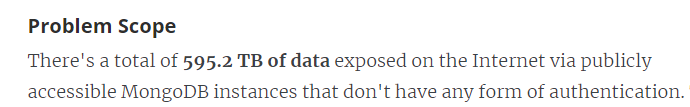 Problem Scope
There's a total of 595.2 TB of data exposed on the Internet via publicly
accessible MongoDB instances that don't have any form of authentication.